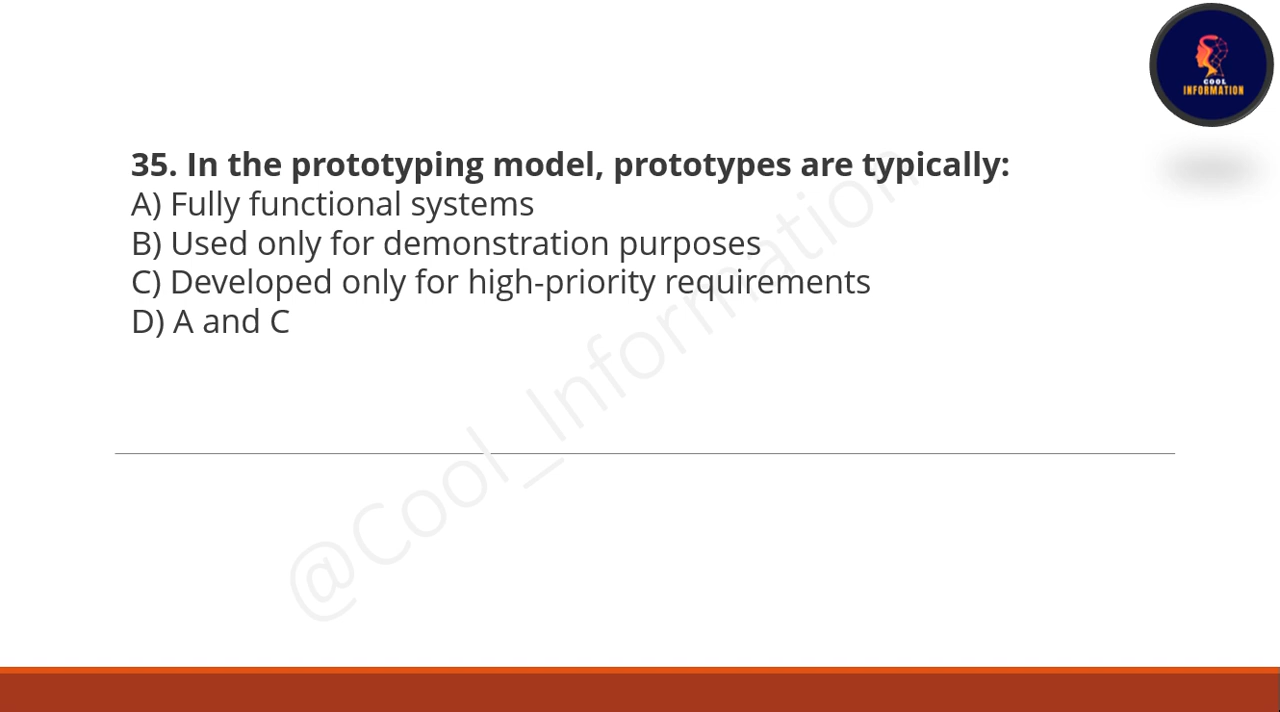 COOL
INFORMATION
35. In the prototyping model, prototypes are typically:
A) Fully functional systems
B) Used only for demonstration purposes
C) Developed only for high-priority requirements
D) A and C
@Cool_Information